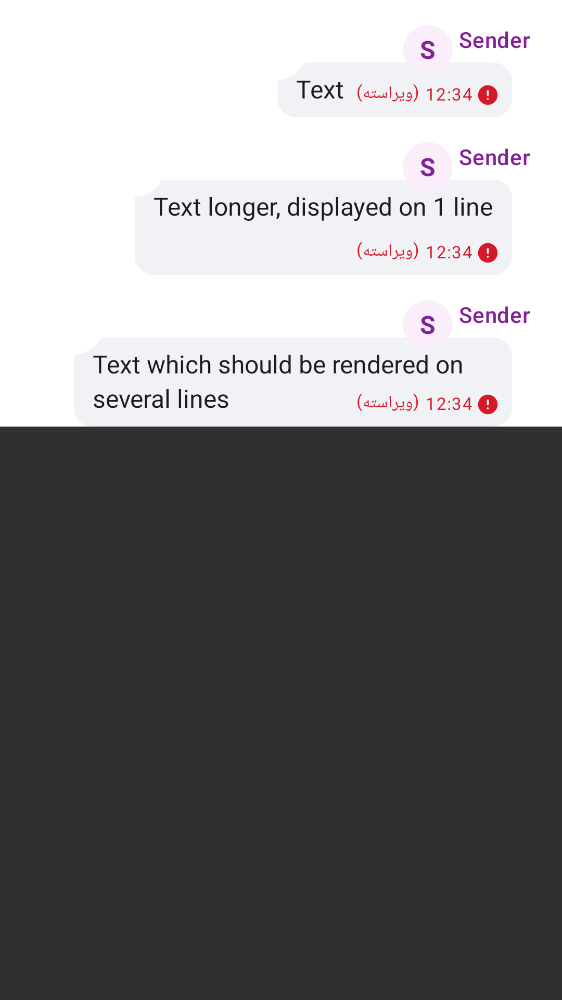 S Sender
Text (ویراسته) 12:34
S Sender
Text longer, displayed on 1 line
(ویراسته) 12:34
S Sender
Text which should be rendered on
several lines (ویراسته) 12:34